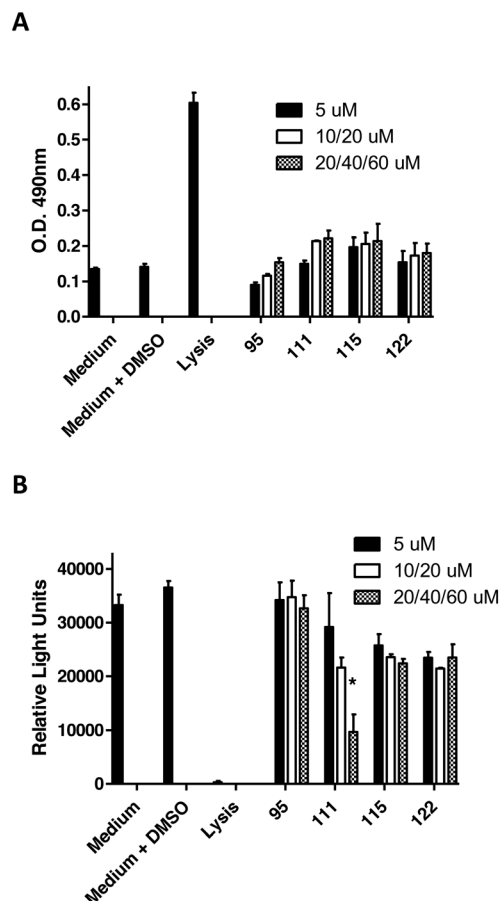 A
O.D. 490nm
0.6
0.5
0.4
0.3
0.2
0.1
0.0
5 uM
10/20 uM
20/40/60 uM
Medium
Medium + DMSO
Lysis
95
111
115
122
B
Relative Light Units
40000
30000
20000
10000
0
5 uM
10/20 uM
20/40/60 uM
*
Medium
Medium + DMSO
Lysis
95
111
115
122